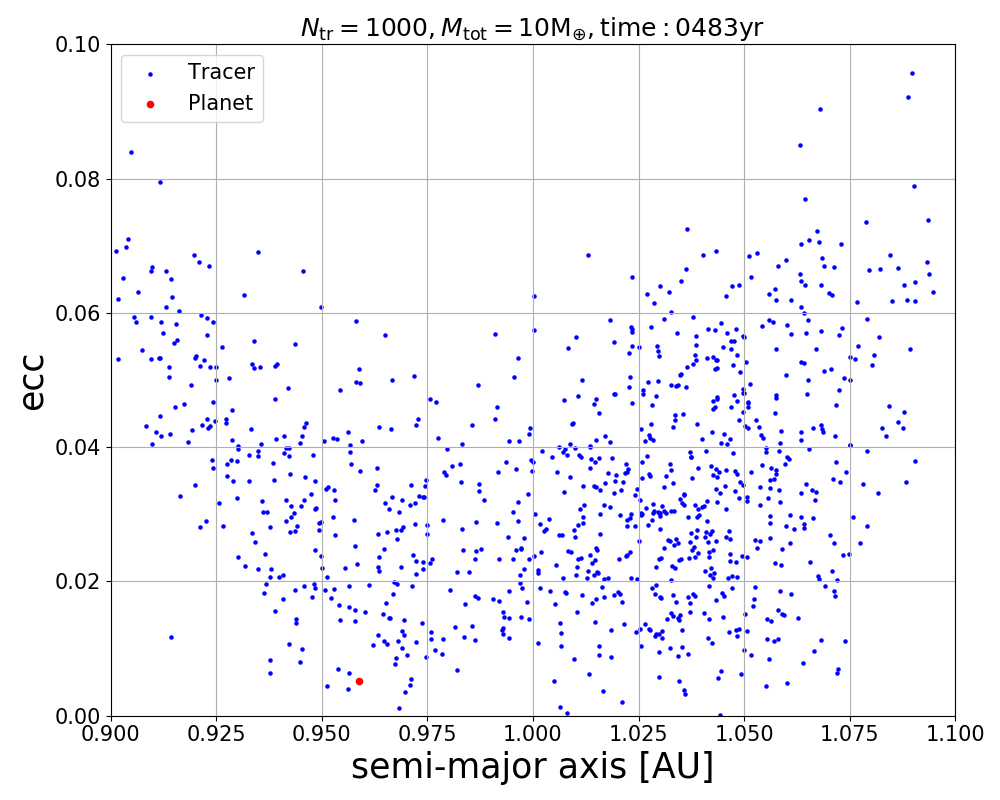 N_tr = 1000, M_tot = 10M_⊕, time : 0483yr
Tracer
Planet
ecc
0.10
0.08
0.06
0.04
0.02
0.00
0.900 0.925 0.950 0.975 1.000 1.025 1.050 1.075 1.100
semi-major axis [AU]